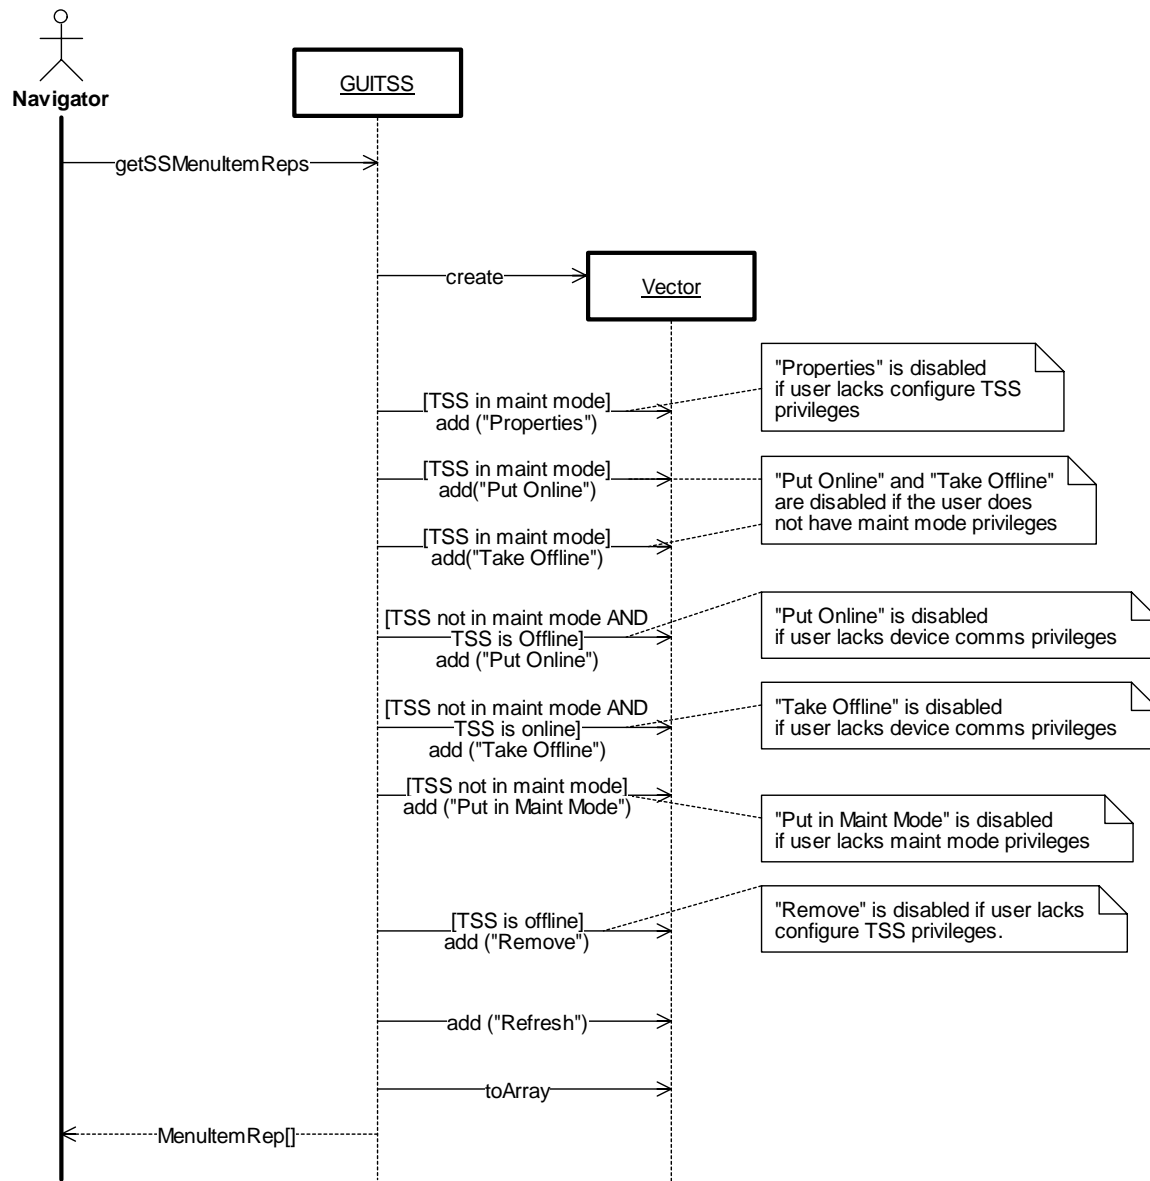 Navigator
GUITSS
getSSMenuItemReps
create
Vector
[TSS in maint mode]
add ("Properties")
"Properties" is disabled
if user lacks configure TSS
privileges
[TSS in maint mode]
add("Put Online")
"Put Online" and "Take Offline"
are disabled if the user does
not have maint mode privileges
[TSS in maint mode]
add("Take Offline")
[TSS not in maint mode AND
TSS is Offline]
add ("Put Online")
"Put Online" is disabled
if user lacks device comms privileges
[TSS not in maint mode AND
TSS is online]
add ("Take Offline")
"Take Offline" is disabled
if user lacks device comms privileges
[TSS not in maint mode]
add ("Put in Maint Mode")
"Put in Maint Mode" is disabled
if user lacks maint mode privileges
[TSS is offline]
add ("Remove")
"Remove" is disabled if user lacks
configure TSS privileges.
add ("Refresh")
toArray
MenuItemRep[]